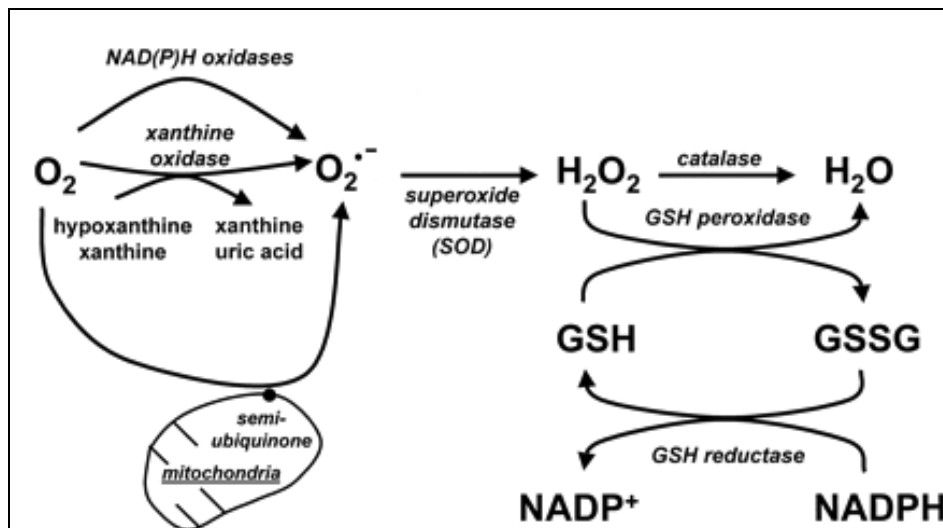 NAD(P)H oxidases
xanthine
oxidase
O₂
O₂•-
hypoxanthine
xanthine
xanthine
uric acid
superoxide
dismutase
(SOD)
H₂O₂
catalase
H₂O
GSH peroxidase
GSH
GSSG
semi-
ubiquinone
mitochondria
GSH reductase
NADP⁺
NADPH